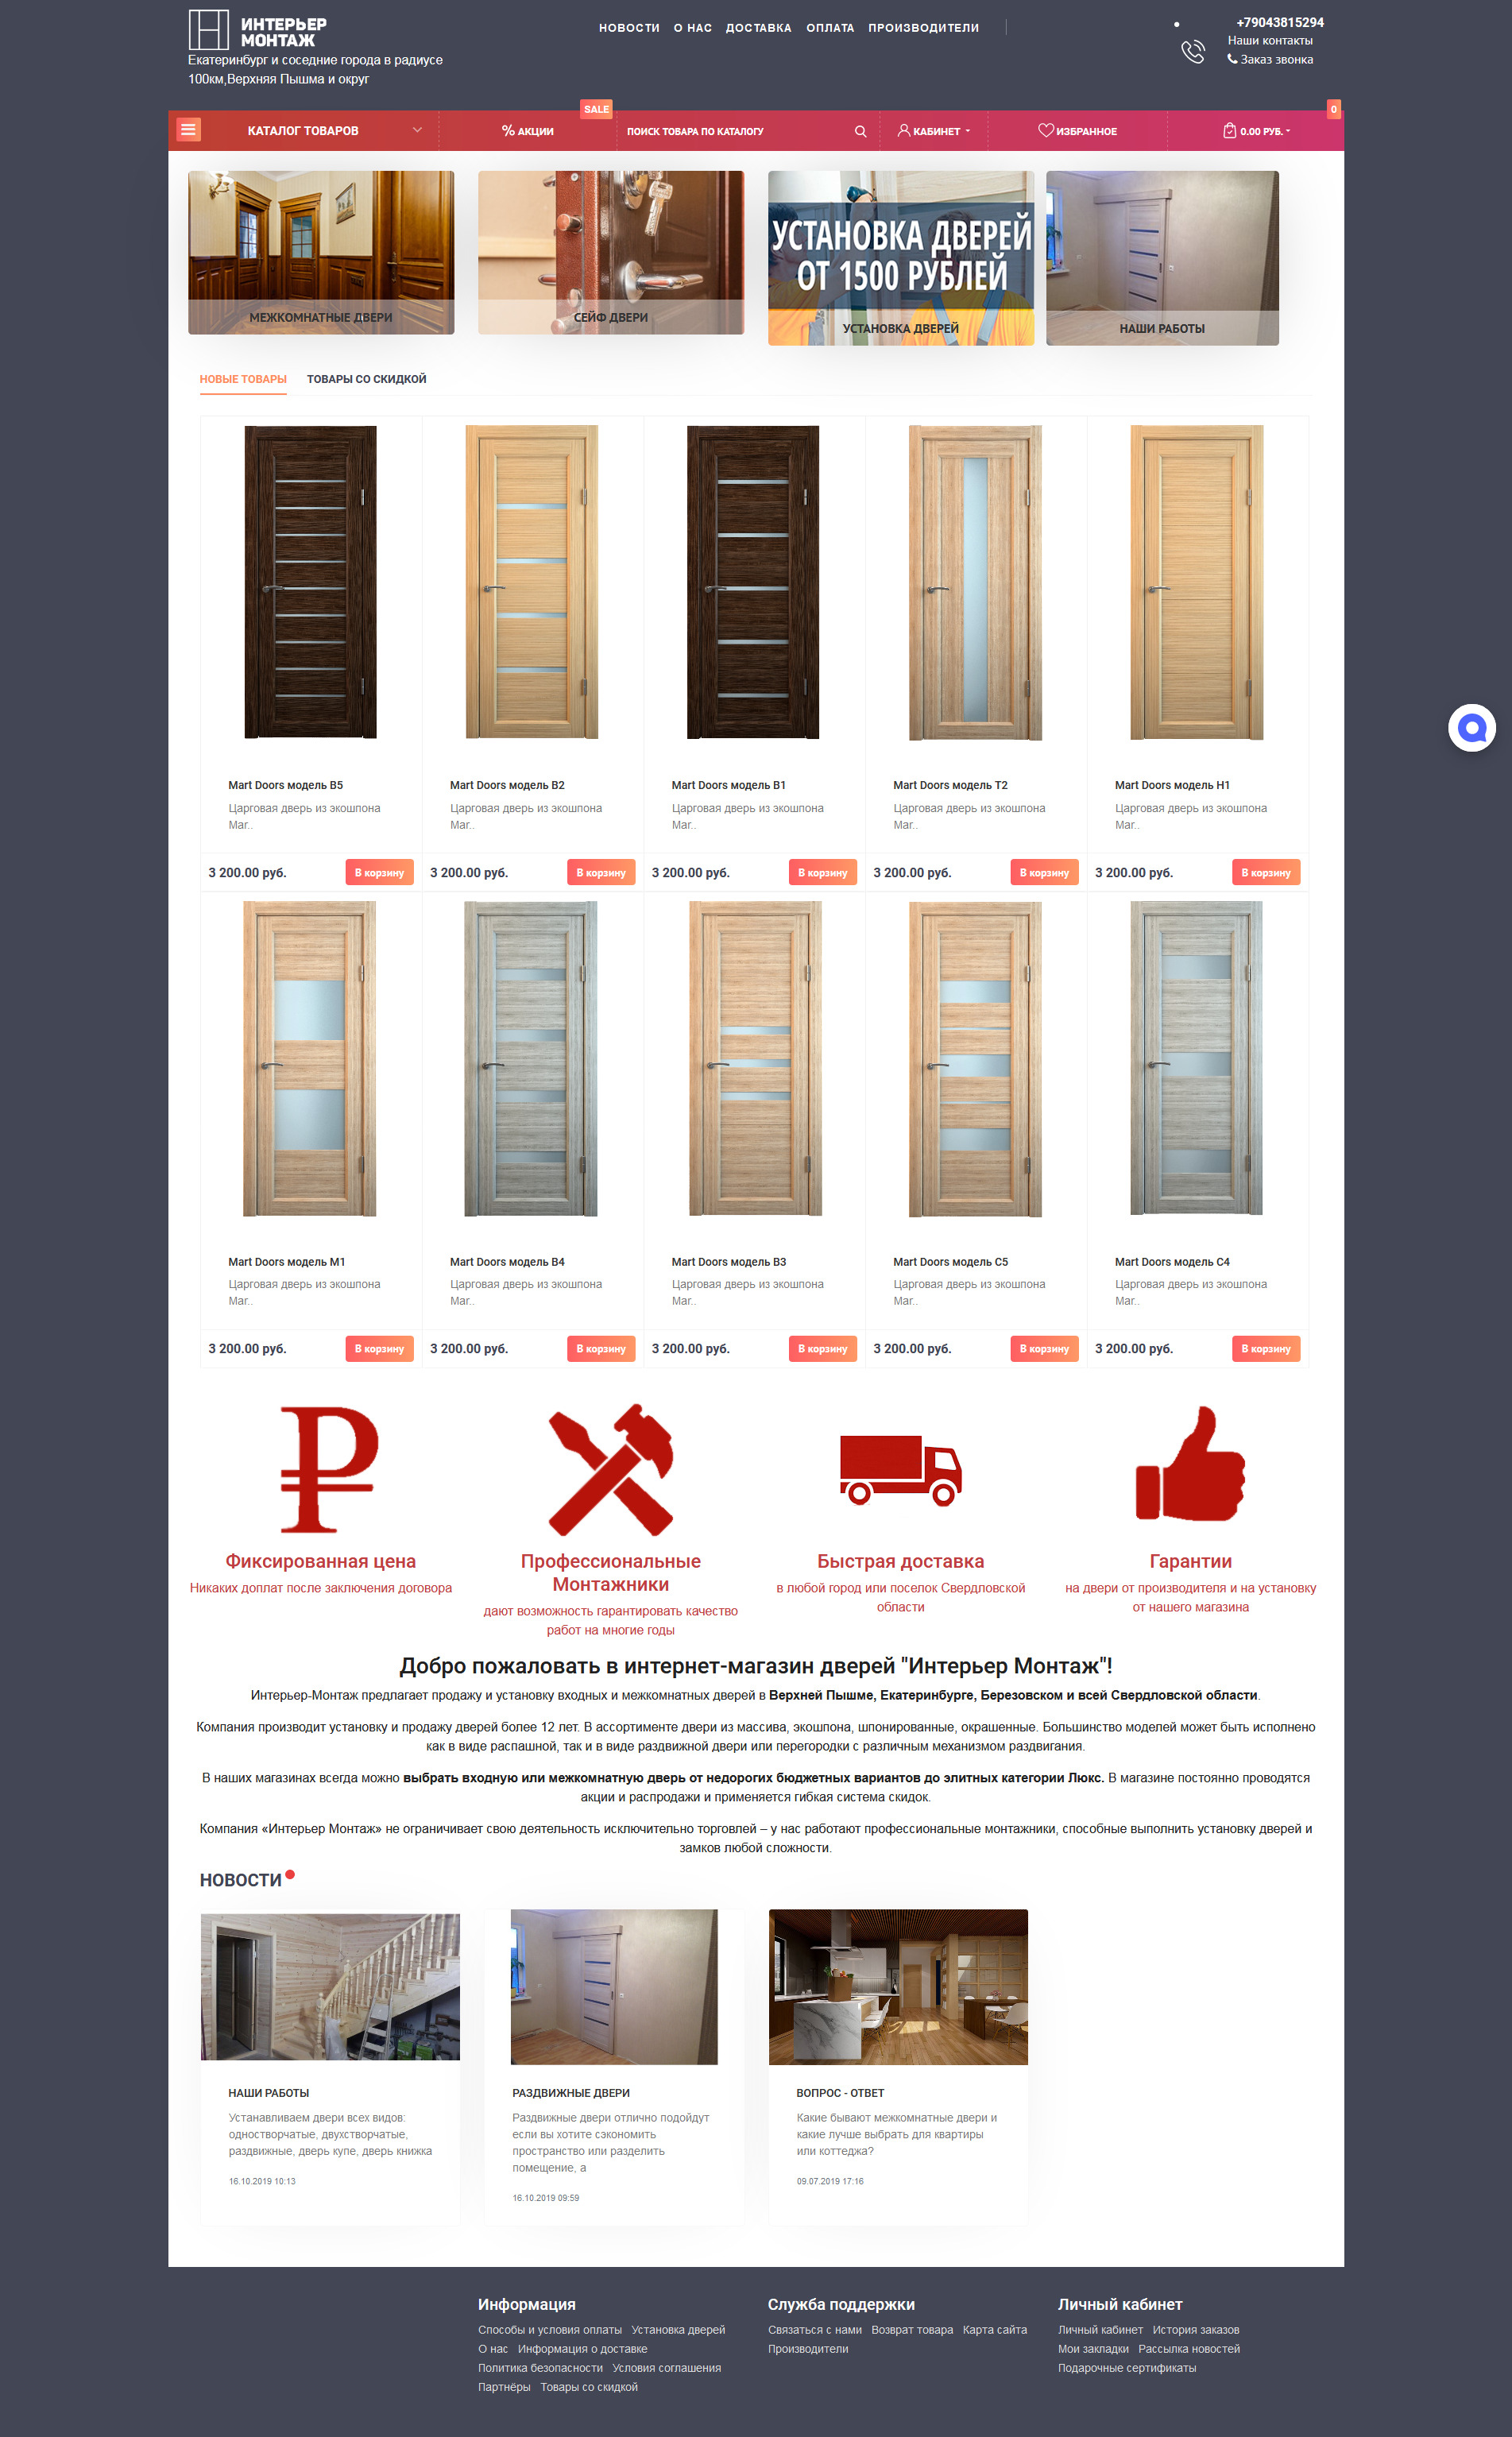 ИНТЕРЬЕР
МОНТАЖ
Екатеринбург и соседние города в радиусе
100км,Верхняя Пышма и округ
НОВОСТИ О НАС ДОСТАВКА ОПЛАТА ПРОИЗВОДИТЕЛИ
+79043815294
Наши контакты
Заказ звонка
SALE
0
КАТАЛОГ ТОВАРОВ
% АКЦИИ
ПОИСК ТОВАРА ПО КАТАЛОГУ
КАБИНЕТ
ИЗБРАННОЕ
0.00 РУБ.
МЕЖКОМНАТНЫЕ ДВЕРИ
СЕЙФ ДВЕРИ
УСТАНОВКА ДВЕРЕЙ
ОТ 1500 РУБЛЕЙ
УСТАНОВКА ДВЕРЕЙ
НАШИ РАБОТЫ
НОВЫЕ ТОВАРЫ ТОВАРЫ СО СКИДКОЙ
Mart Doors модель B5
Царговая дверь из экошпона
Mar..
3 200.00 руб. В корзину
Mart Doors модель B2
Царговая дверь из экошпона
Mar..
3 200.00 руб. В корзину
Mart Doors модель B1
Царговая дверь из экошпона
Mar..
3 200.00 руб. В корзину
Mart Doors модель T2
Царговая дверь из экошпона
Mar..
3 200.00 руб. В корзину
Mart Doors модель H1
Царговая дверь из экошпона
Mar..
3 200.00 руб. В корзину
Mart Doors модель M1
Царговая дверь из экошпона
Mar..
3 200.00 руб. В корзину
Mart Doors модель B4
Царговая дверь из экошпона
Mar..
3 200.00 руб. В корзину
Mart Doors модель B3
Царговая дверь из экошпона
Mar..
3 200.00 руб. В корзину
Mart Doors модель C5
Царговая дверь из экошпона
Mar..
3 200.00 руб. В корзину
Mart Doors модель C4
Царговая дверь из экошпона
Mar..
3 200.00 руб. В корзину
Фиксированная цена
Никаких доплат после заключения договора
Профессиональные
Монтажники
дают возможность гарантировать качество
работ на многие годы
Быстрая доставка
в любой город или поселок Свердловской
области
Гарантии
на двери от производителя и на установку
от нашего магазина
Добро пожаловать в интернет-магазин дверей "Интерьер Монтаж"!
Интерьер-Монтаж предлагает продажу и установку входных и межкомнатных дверей в Верхней Пышме, Екатеринбурге, Березовском и всей Свердловской области.
Компания производит установку и продажу дверей более 12 лет. В ассортименте двери из массива, экошпона, шпонированные, окрашенные. Большинство моделей может быть исполнено
как в виде распашной, так и в виде раздвижной двери или перегородки с различным механизмом раздвигания.
В наших магазинах всегда можно выбрать входную или межкомнатную дверь от недорогих бюджетных вариантов до элитных категории Люкс. В магазине постоянно проводятся
акции и распродажи и применяется гибкая система скидок.
Компания «Интерьер Монтаж» не ограничивает свою деятельность исключительно торговлей – у нас работают профессиональные монтажники, способные выполнить установку дверей и
замков любой сложности.
НОВОСТИ
НАШИ РАБОТЫ
Устанавливаем двери всех видов:
одностворчатые, двухстворчатые,
раздвижные, дверь купе, дверь книжка
16.10.2019 10:13
РАЗДВИЖНЫЕ ДВЕРИ
Раздвижные двери отлично подойдут
если вы хотите сэкономить
пространство или разделить
помещение, а
16.10.2019 09:59
ВОПРОС - ОТВЕТ
Какие бывают межкомнатные двери и
какие лучше выбрать для квартиры
или коттеджа?
09.07.2019 17:16
Информация
Способы и условия оплаты Установка дверей
О нас Информация о доставке
Политика безопасности Условия соглашения
Партнёры Товары со скидкой
Служба поддержки
Связаться с нами Возврат товара Карта сайта
Производители
Личный кабинет
Личный кабинет История заказов
Мои закладки Рассылка новостей
Подарочные сертификаты